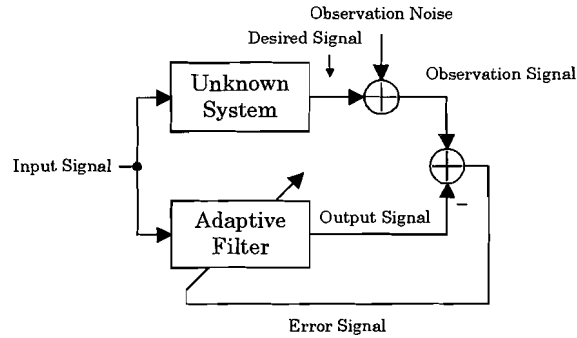 Observation Noise
Desired Signal
Observation Signal
Unknown
System
Input Signal
Adaptive
Filter
Output Signal
−
Error Signal